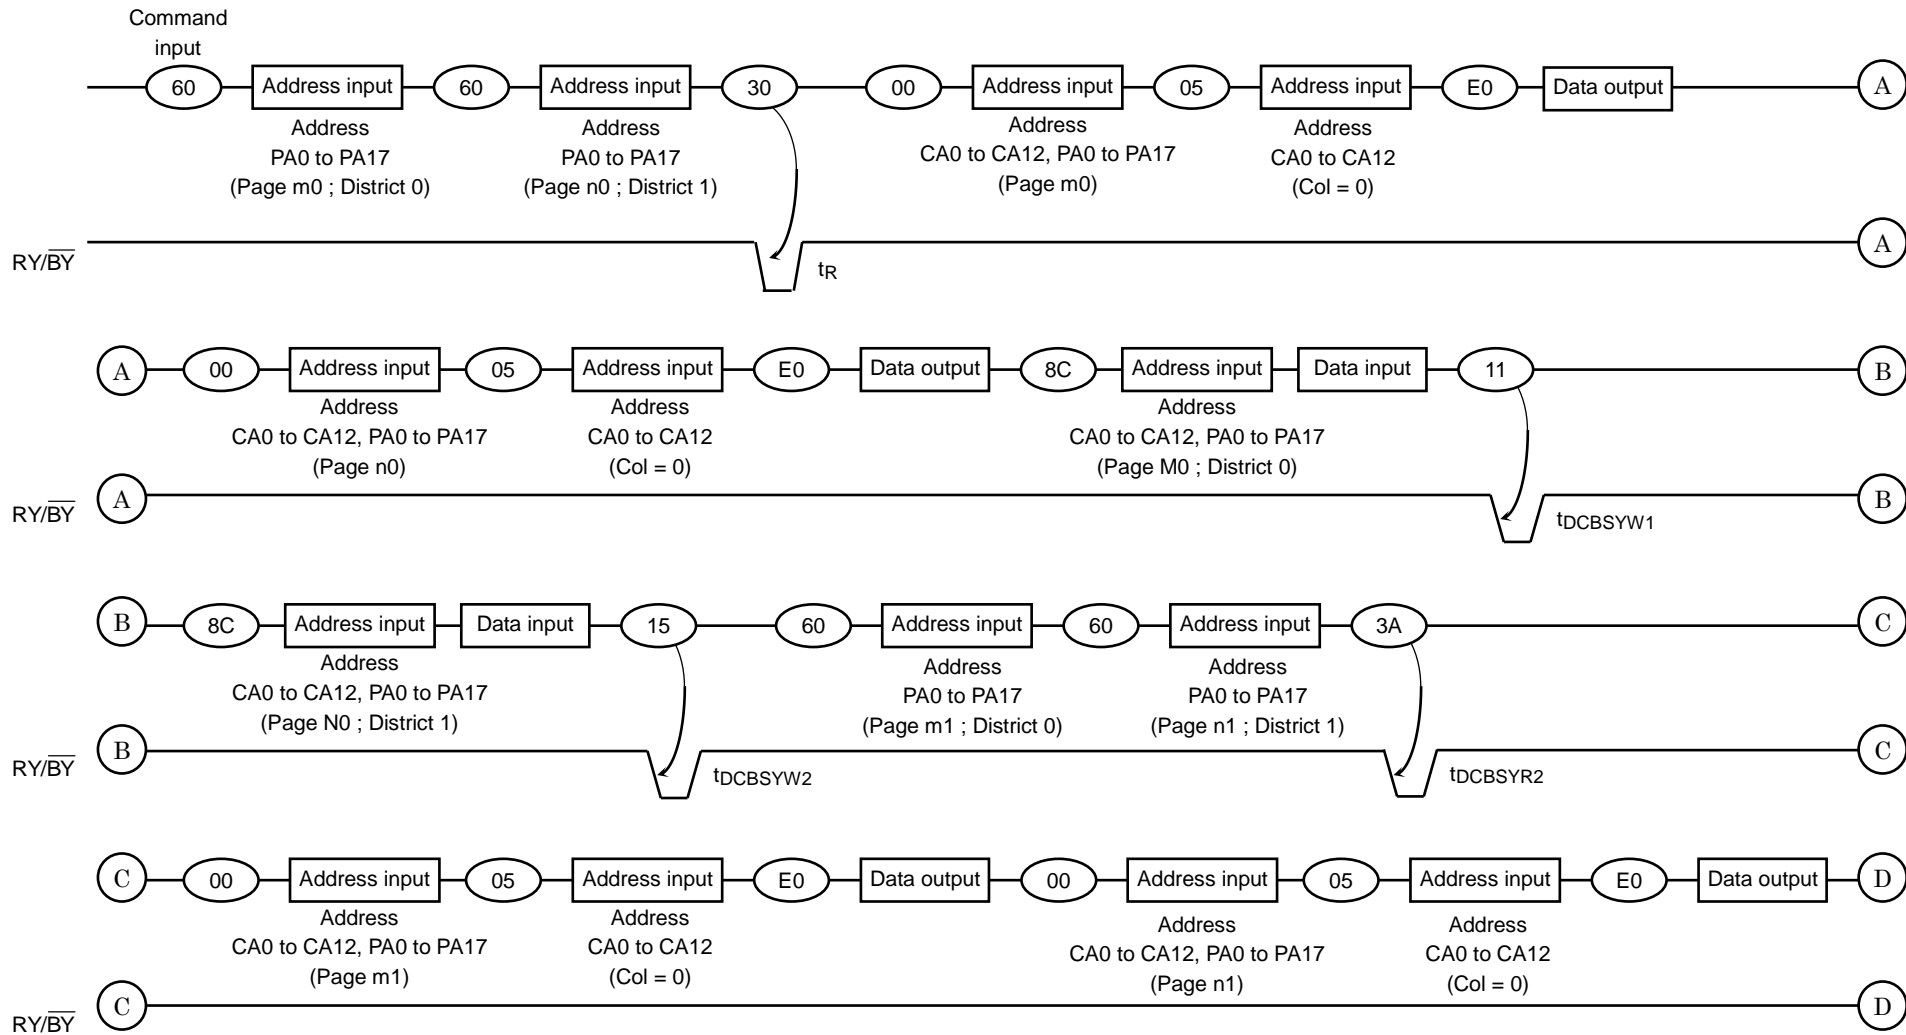 Command
input
60 Address input 60 Address input 30 00 Address input 05 Address input E0 Data output A
Address
PA0 to PA17
(Page m0 ; District 0)
Address
PA0 to PA17
(Page n0 ; District 1)
Address
CA0 to CA12, PA0 to PA17
(Page m0)
Address
CA0 to CA12
(Col = 0)
RY/BY tR A
A 00 Address input 05 Address input E0 Data output 8C Address input Data input 11 B
Address
CA0 to CA12, PA0 to PA17
(Page n0)
Address
CA0 to CA12
(Col = 0)
Address
CA0 to CA12, PA0 to PA17
(Page M0 ; District 0)
RY/BY A tDCBSYW1 B
B 8C Address input Data input 15 60 Address input 60 Address input 3A C
Address
CA0 to CA12, PA0 to PA17
(Page N0 ; District 1)
Address
PA0 to PA17
(Page m1 ; District 0)
Address
PA0 to PA17
(Page n1 ; District 1)
RY/BY B tDCBSYW2 tDCBSYR2 C
C 00 Address input 05 Address input E0 Data output 00 Address input 05 Address input E0 Data output D
Address
CA0 to CA12, PA0 to PA17
(Page m1)
Address
CA0 to CA12
(Col = 0)
Address
CA0 to CA12, PA0 to PA17
(Page n1)
Address
CA0 to CA12
(Col = 0)
RY/BY C D